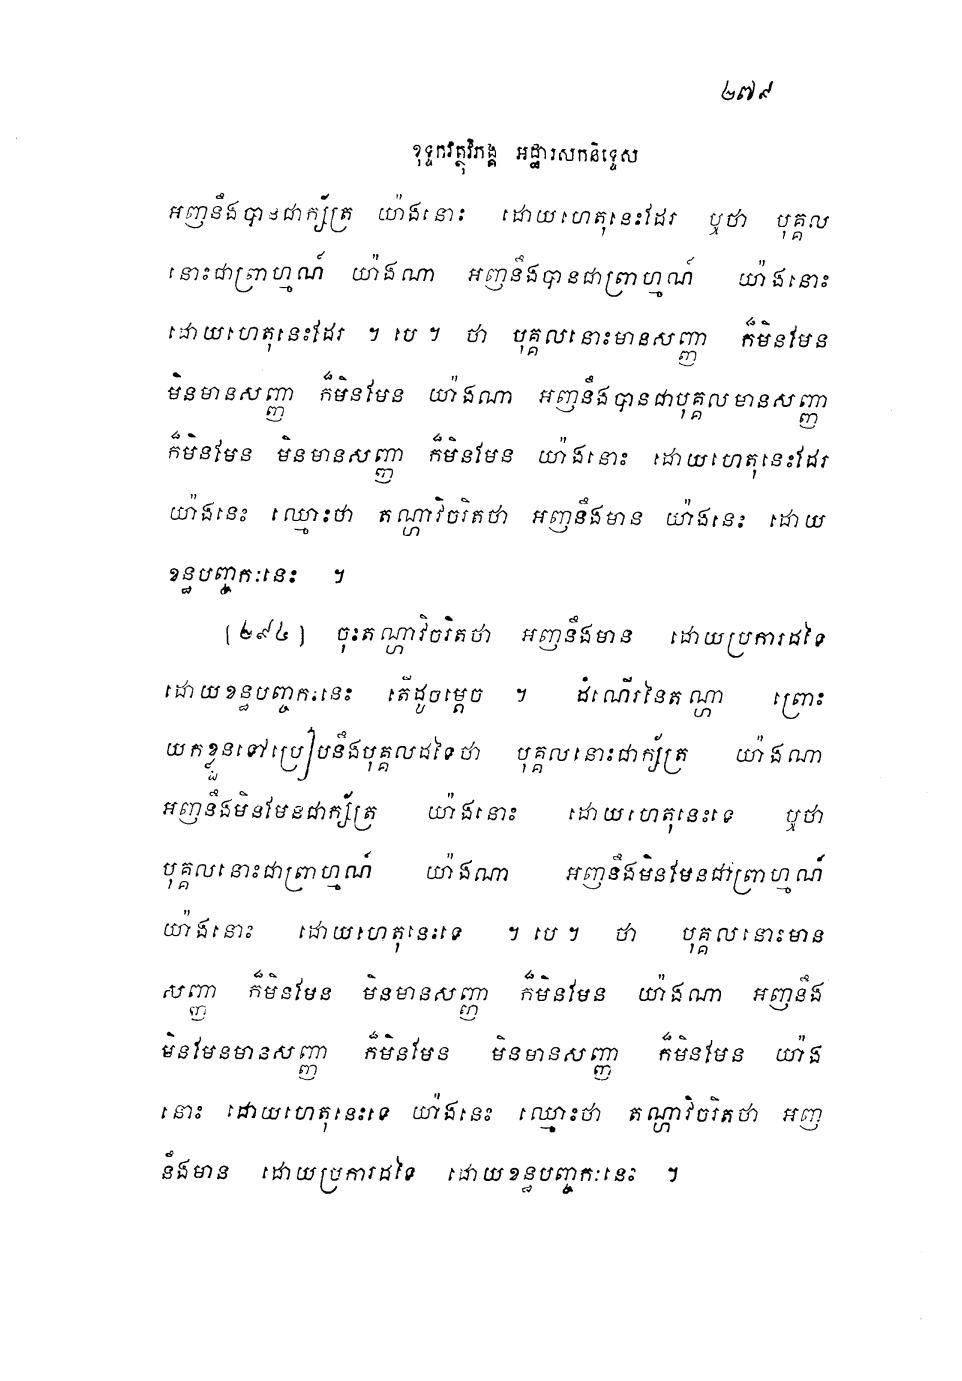 ២៧៩
ខុទ្ទកវត្ថុវិភង្គ អដ្ឋារសកនិទ្ទេស
អញនឹងបានជាក្ស័ត្រ យ៉ាងនោះ ដោយហេតុនេះដែរ ឬថា បុគ្គល
នោះជាព្រាហ្មណ៍ យ៉ាងណា អញនឹងបានជាព្រាហ្មណ៍ យ៉ាងនោះ
ដោយហេតុនេះដែរ ។ បេ ។ ថា បុគ្គលនោះមានសញ្ញា ក៏មិនមែន
មិនមានសញ្ញា ក៏មិនមែន យ៉ាងណា អញនឹងបានជាបុគ្គលមានសញ្ញា
ក៏មិនមែន មិនមានសញ្ញា ក៏មិនមែន យ៉ាងនោះ ដោយហេតុនេះដែរ
យ៉ាងនេះ ឈ្មោះថា តណ្ហាវិចរិតថា អញនឹងមាន យ៉ាងនេះ ដោយ
ខន្ធបញ្ចកៈនេះ ។
[២៩៤] ចុះតណ្ហាវិចរិតថា អញនឹងមាន ដោយប្រការដទៃ
ដោយខន្ធបញ្ចកៈនេះ តើដូចម្តេច ។ ដំណើរនៃតណ្ហា ព្រោះ
យកខ្លួនទៅប្រៀបនឹងបុគ្គលដទៃថា បុគ្គលនោះជាក្ស័ត្រ យ៉ាងណា
អញនឹងមិនមែនជាក្ស័ត្រ យ៉ាងនោះ ដោយហេតុនេះទេ ឬថា
បុគ្គលនោះជាព្រាហ្មណ៍ យ៉ាងណា អញនឹងមិនមែនជាព្រាហ្មណ៍
យ៉ាងនោះ ដោយហេតុនេះទេ ។ បេ ។ ថា បុគ្គលនោះមាន
សញ្ញា ក៏មិនមែន មិនមានសញ្ញា ក៏មិនមែន យ៉ាងណា អញនឹង
មិនមែនមានសញ្ញា ក៏មិនមែន មិនមានសញ្ញា ក៏មិនមែន យ៉ាង
នោះ ដោយហេតុនេះទេ យ៉ាងនេះ ឈ្មោះថា តណ្ហាវិចរិតថា អញ
នឹងមាន ដោយប្រការដទៃ ដោយខន្ធបញ្ចកៈនេះ ។